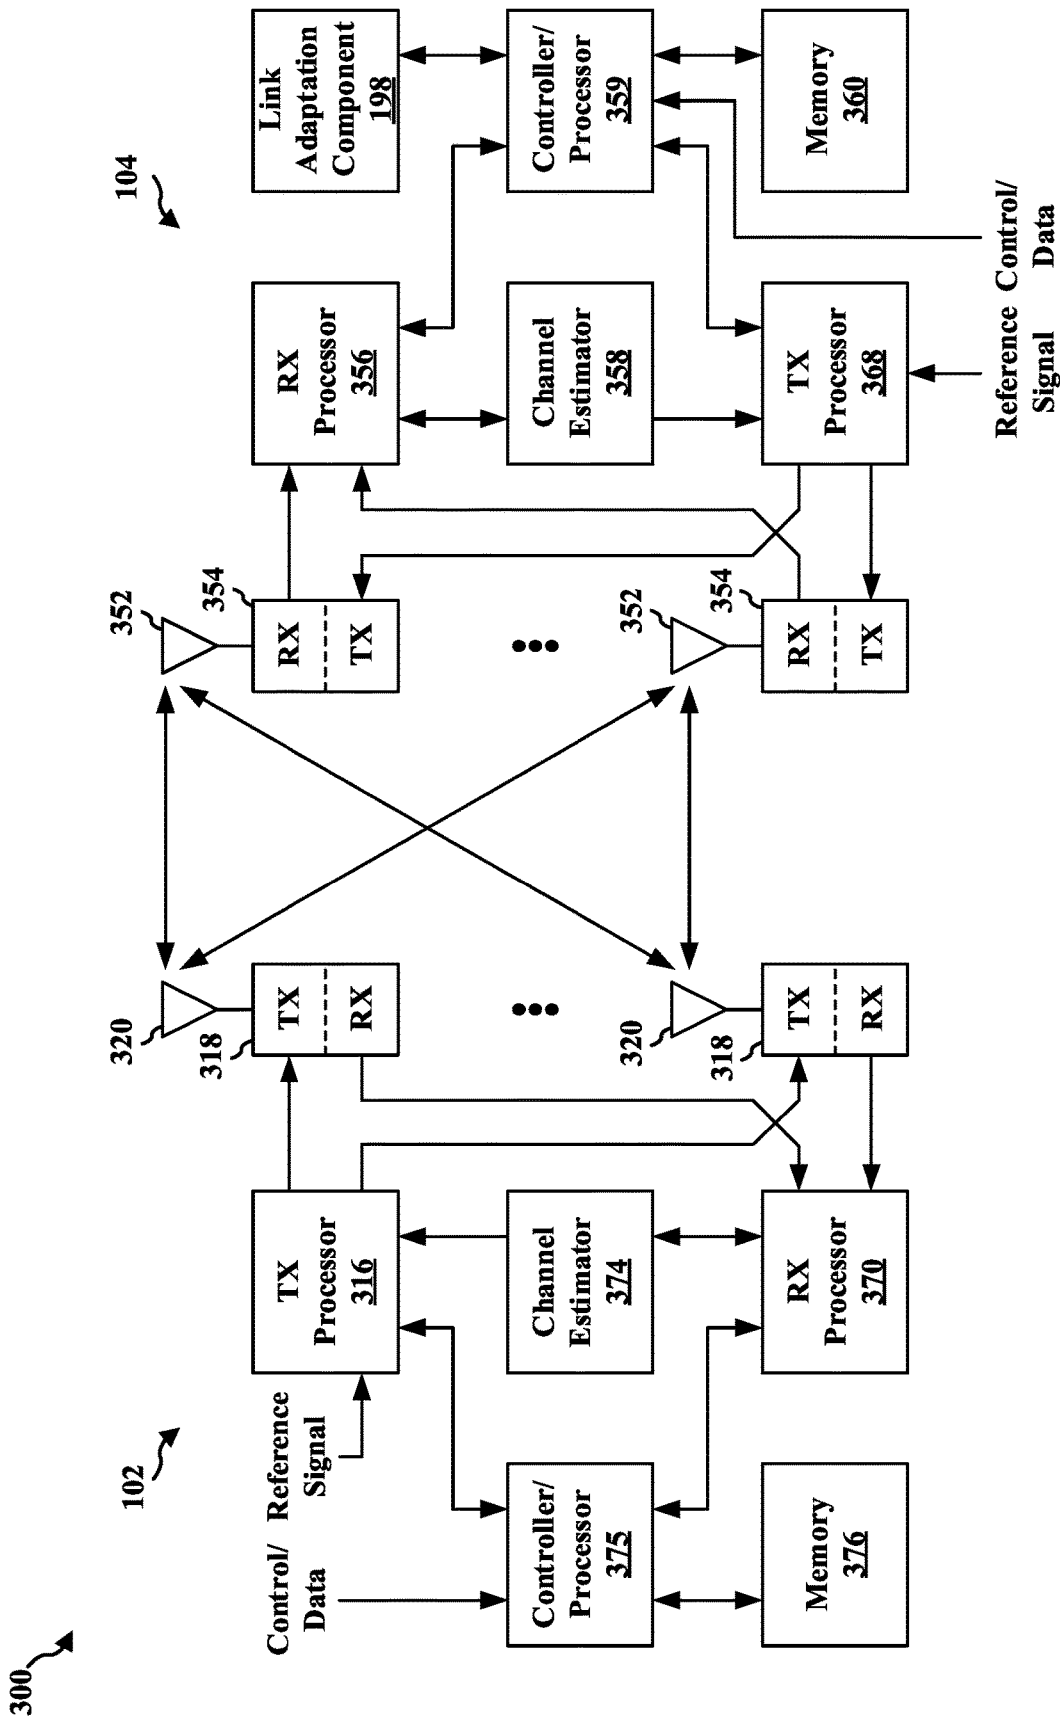 300
102
104
Control/
Data
Reference
Signal
Controller/
Processor
375
Memory
376
TX
Processor
316
Channel
Estimator
374
RX
Processor
370
320
318
TX
RX
320
318
TX
RX
352
354
RX
TX
352
354
RX
TX
RX
Processor
356
Channel
Estimator
358
TX
Processor
368
Link
Adaptation
Component
198
Controller/
Processor
359
Memory
360
Reference
Signal
Control/
Data